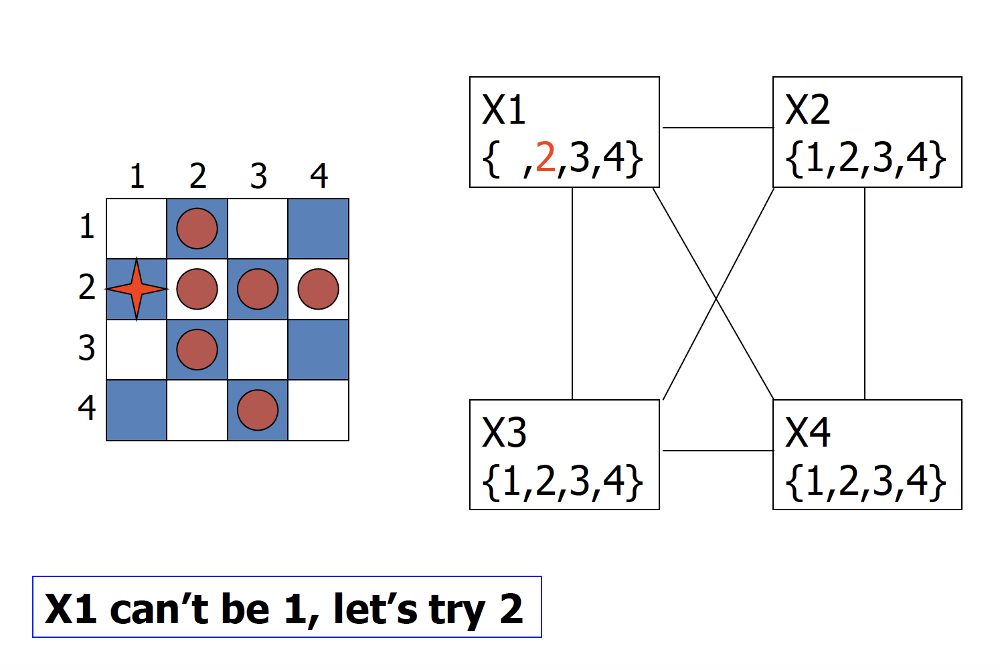 X1
{ ,2,3,4}
X2
{1,2,3,4}
1 2 3 4
1
2
3
4
X3
{1,2,3,4}
X4
{1,2,3,4}
X1 can’t be 1, let’s try 2